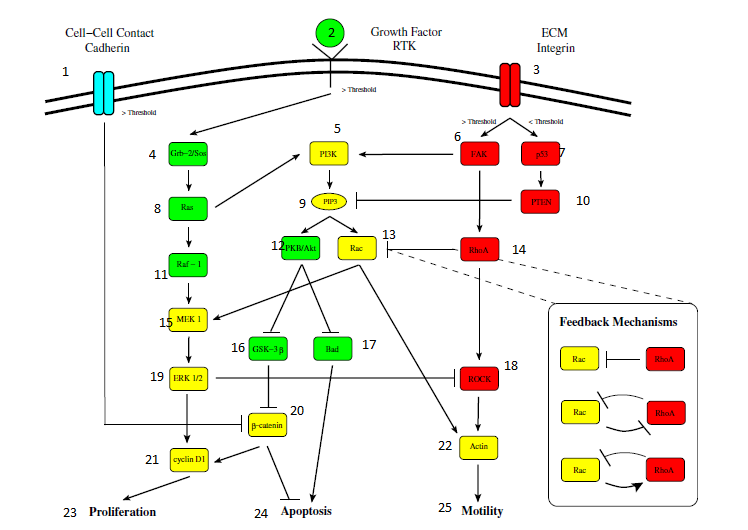 Cell–Cell Contact
Cadherin
1
2
Growth Factor
RTK
ECM
Integrin
3
> Threshold
> Threshold
> Threshold
< Threshold
4
Grb–2/Sos
5
PI3K
6
FAK
p53
7
8
Ras
9
PIP3
PTEN
10
11
Raf – 1
12
PKB/Akt
Rac
13
RhoA
14
15
MEK 1
16
GSK–3 β
Bad
17
18
19
ERK 1/2
ROCK
20
β-catenin
21
cyclin D1
22
Actin
23
Proliferation
24
Apoptosis
25
Motility
Feedback Mechanisms
Rac
RhoA
Rac
RhoA
Rac
RhoA